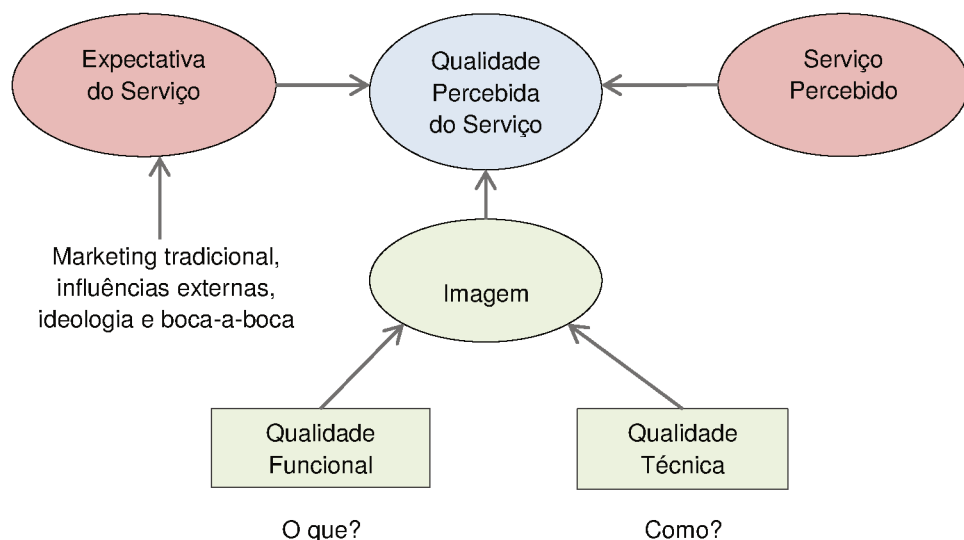 Expectativa
do Serviço
Qualidade
Percebida
do Serviço
Serviço
Percebido
Marketing tradicional,
influências externas,
ideologia e boca-a-boca
Imagem
Qualidade
Funcional
Qualidade
Técnica
O que?
Como?